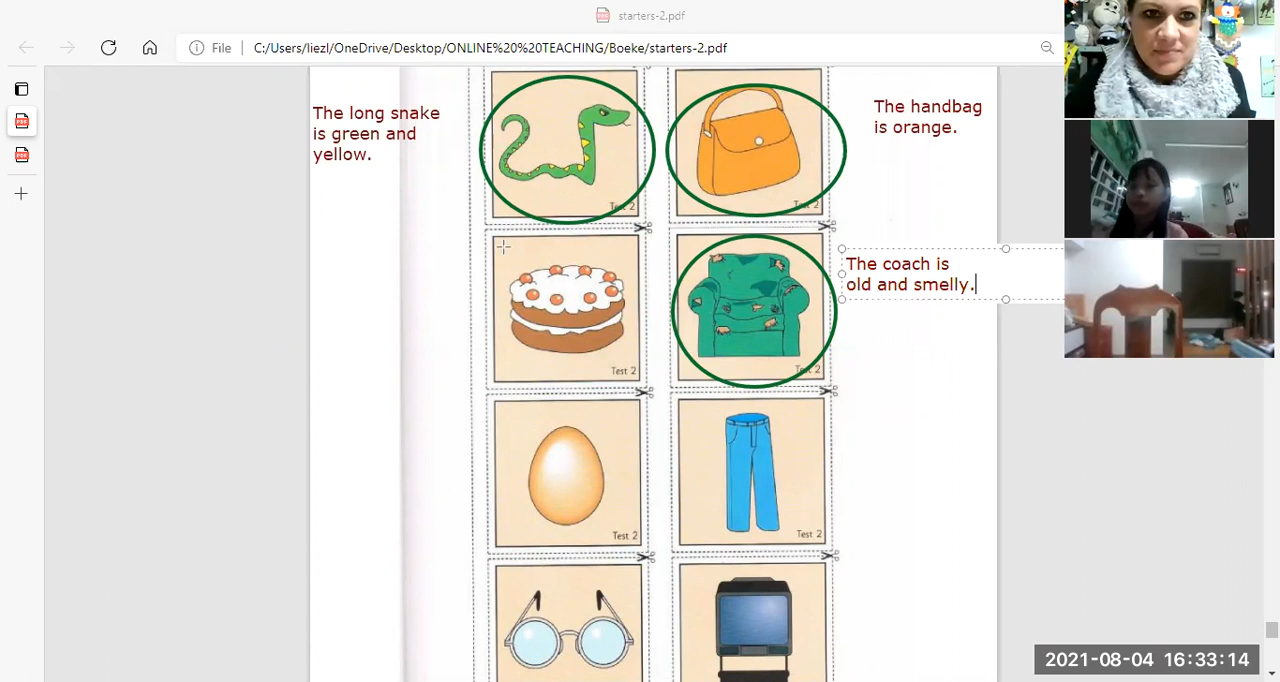 starters-2.pdf
File
C:/Users/liezl/OneDrive/Desktop/ONLINE%20%20TEACHING/Boeke/starters-2.pdf
The long snake
is green and
yellow.
Test 2
Test 2
The handbag
is orange.
Test 2
Test 2
The coach is
old and smelly.
Test 2
Test 2
2021-08-04 16:33:14